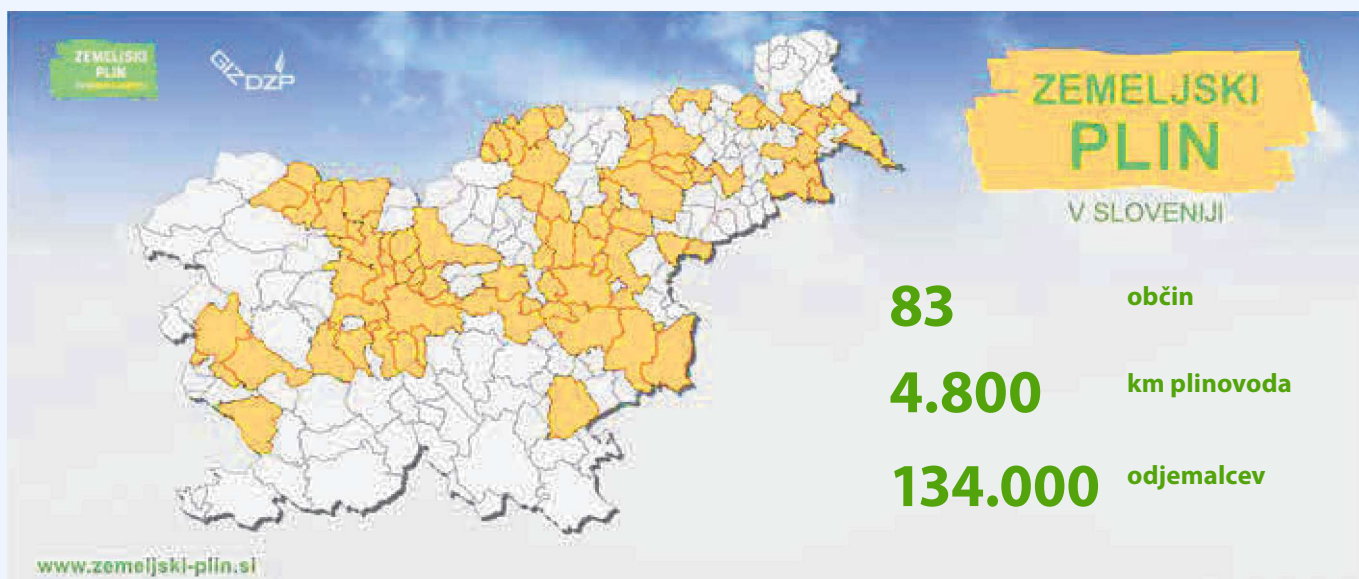 ZEMELJSKI
PLIN
GIZ DZP
ZEMELJSKI
PLIN
V SLOVENIJI
83 občin
4.800 km plinovoda
134.000 odjemalcev
www.zemeljski-plin.si